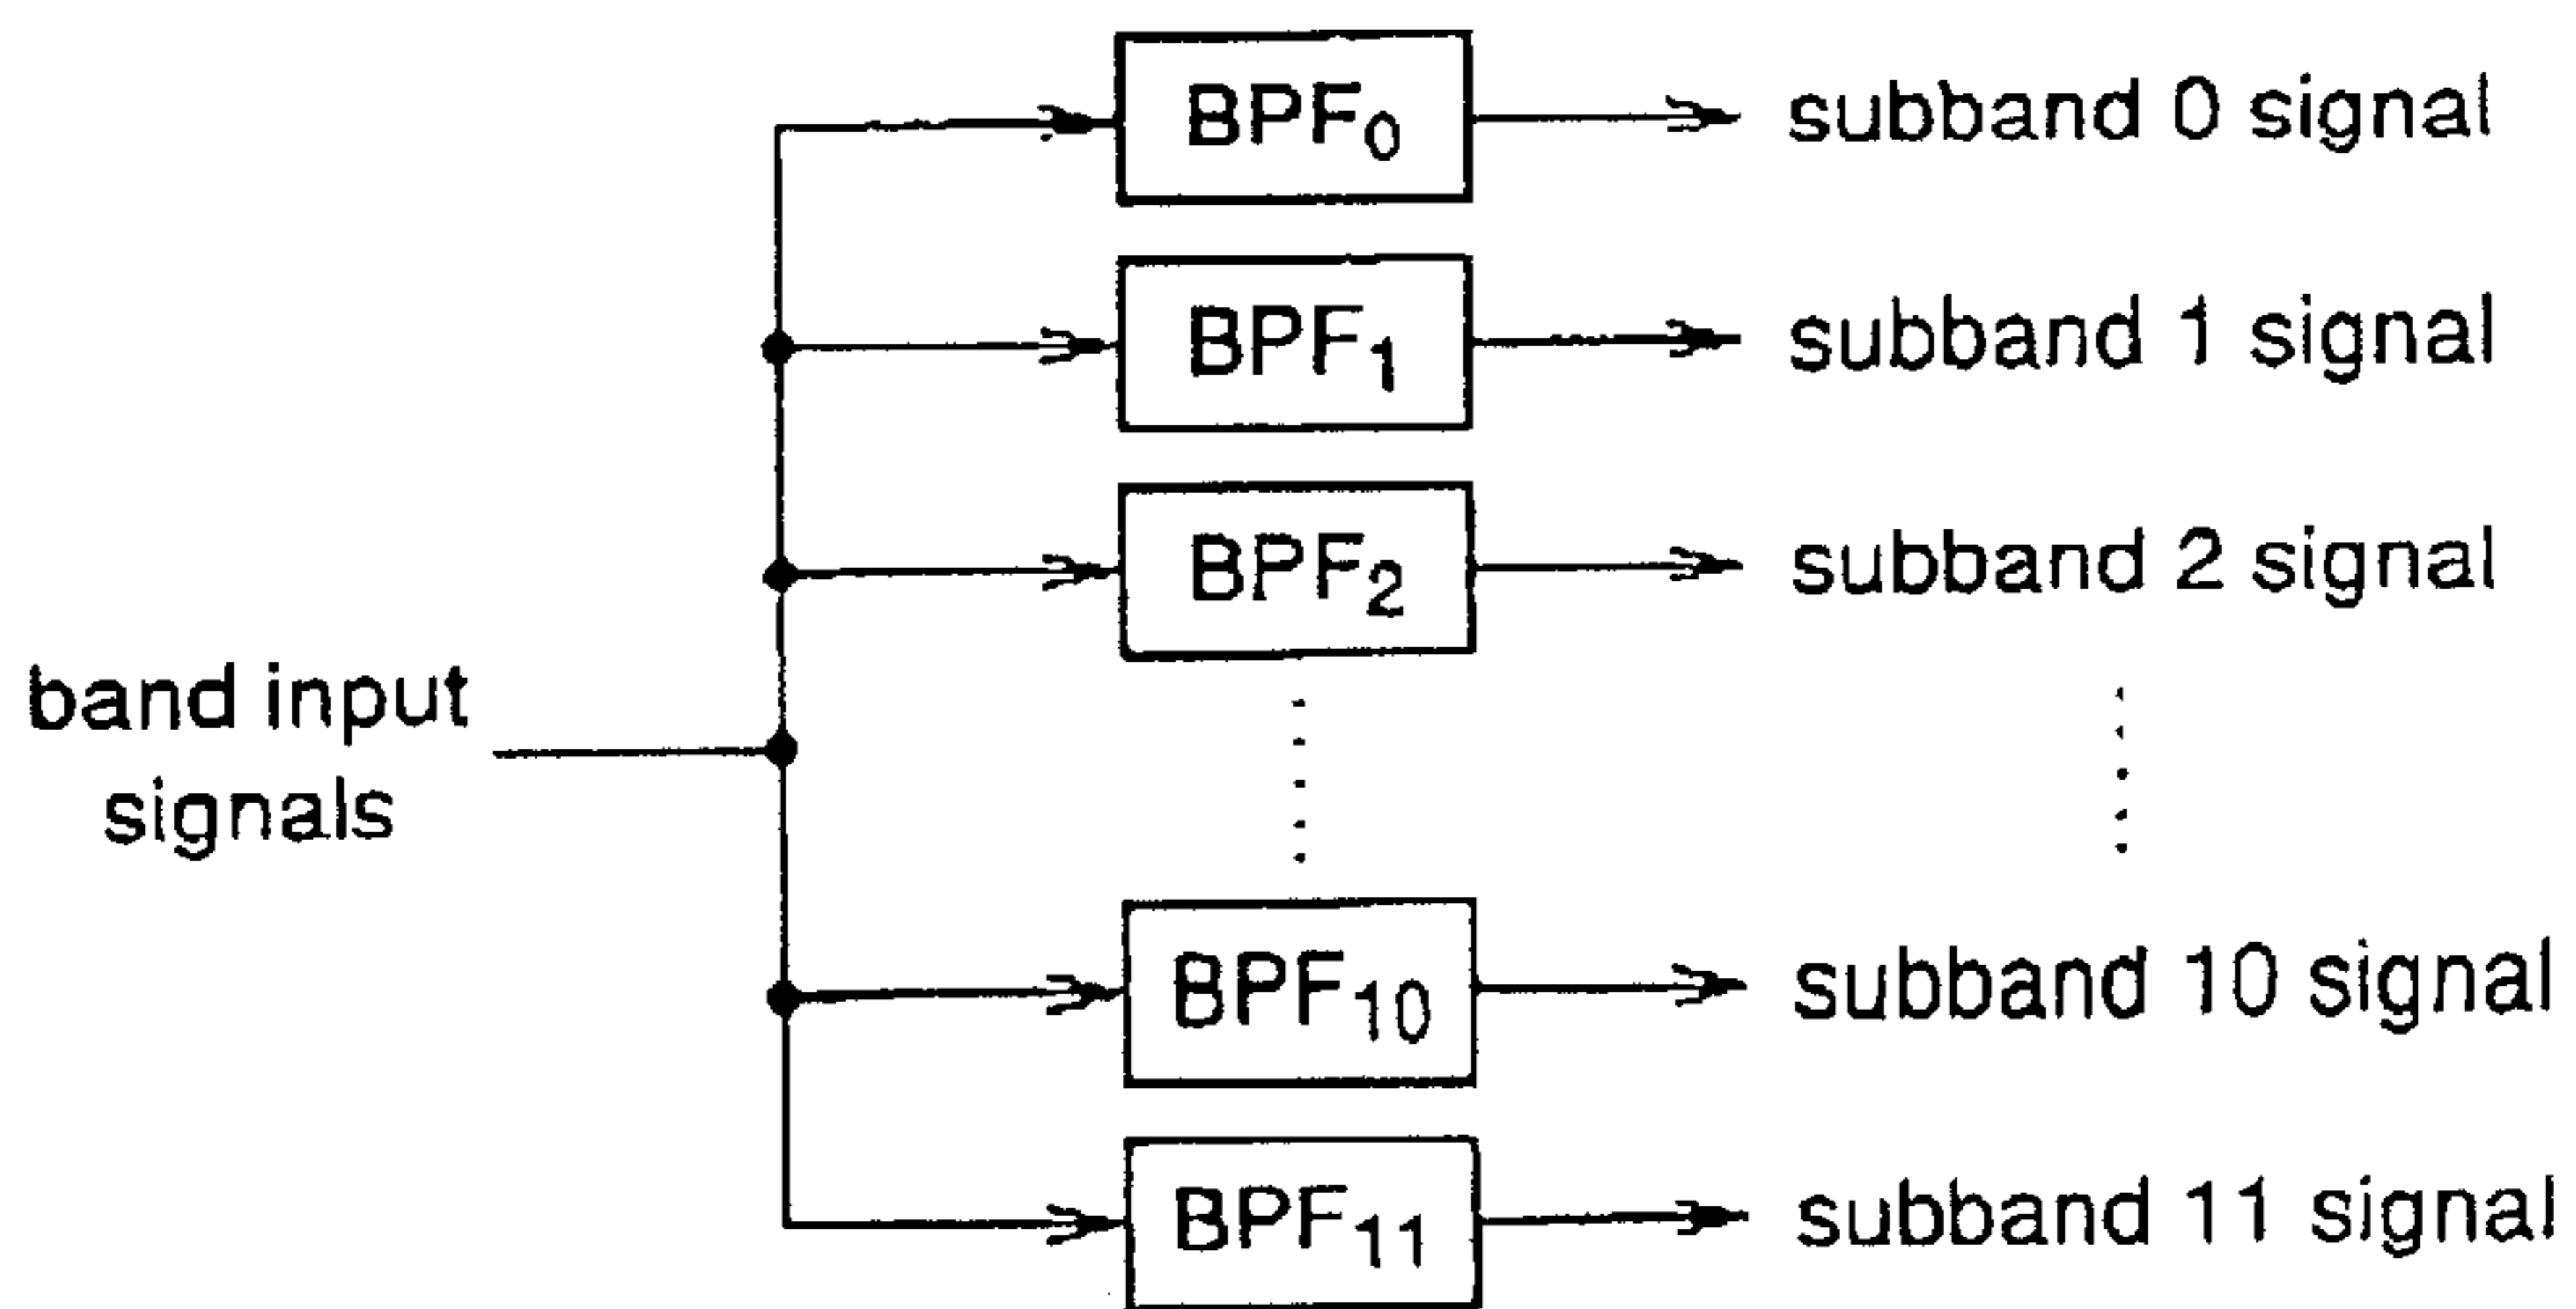 BPF0
subband 0 signal
BPF1
subband 1 signal
BPF2
subband 2 signal
band input
signals
BPF10
subband 10 signal
BPF11
subband 11 signal